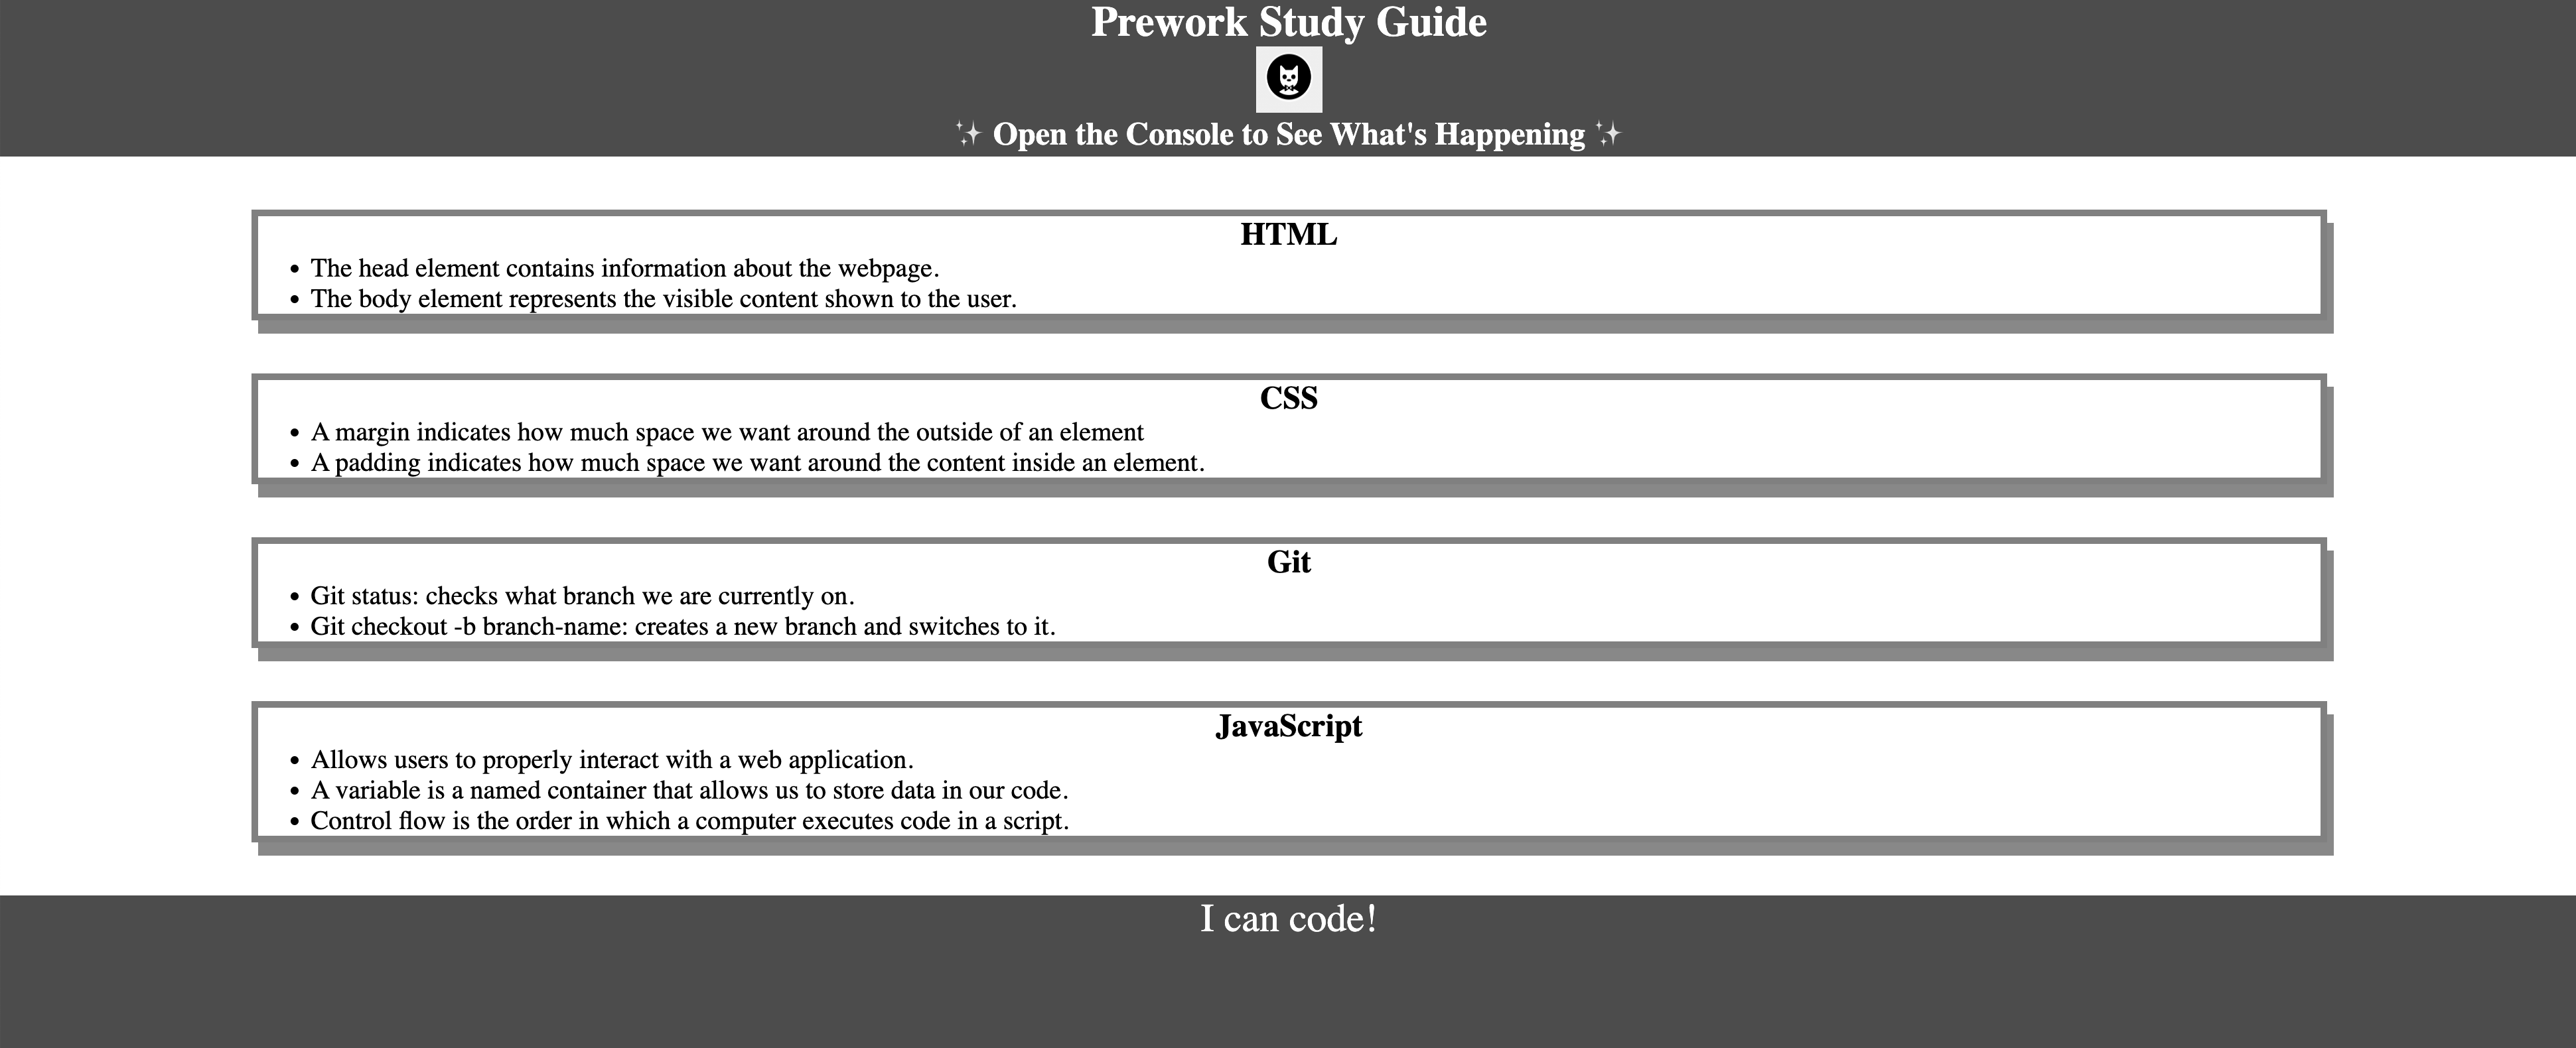 Prework Study Guide
✨ Open the Console to See What's Happening ✨
HTML
• The head element contains information about the webpage.
• The body element represents the visible content shown to the user.
CSS
• A margin indicates how much space we want around the outside of an element
• A padding indicates how much space we want around the content inside an element.
Git
• Git status: checks what branch we are currently on.
• Git checkout -b branch-name: creates a new branch and switches to it.
JavaScript
• Allows users to properly interact with a web application.
• A variable is a named container that allows us to store data in our code.
• Control flow is the order in which a computer executes code in a script.
I can code!